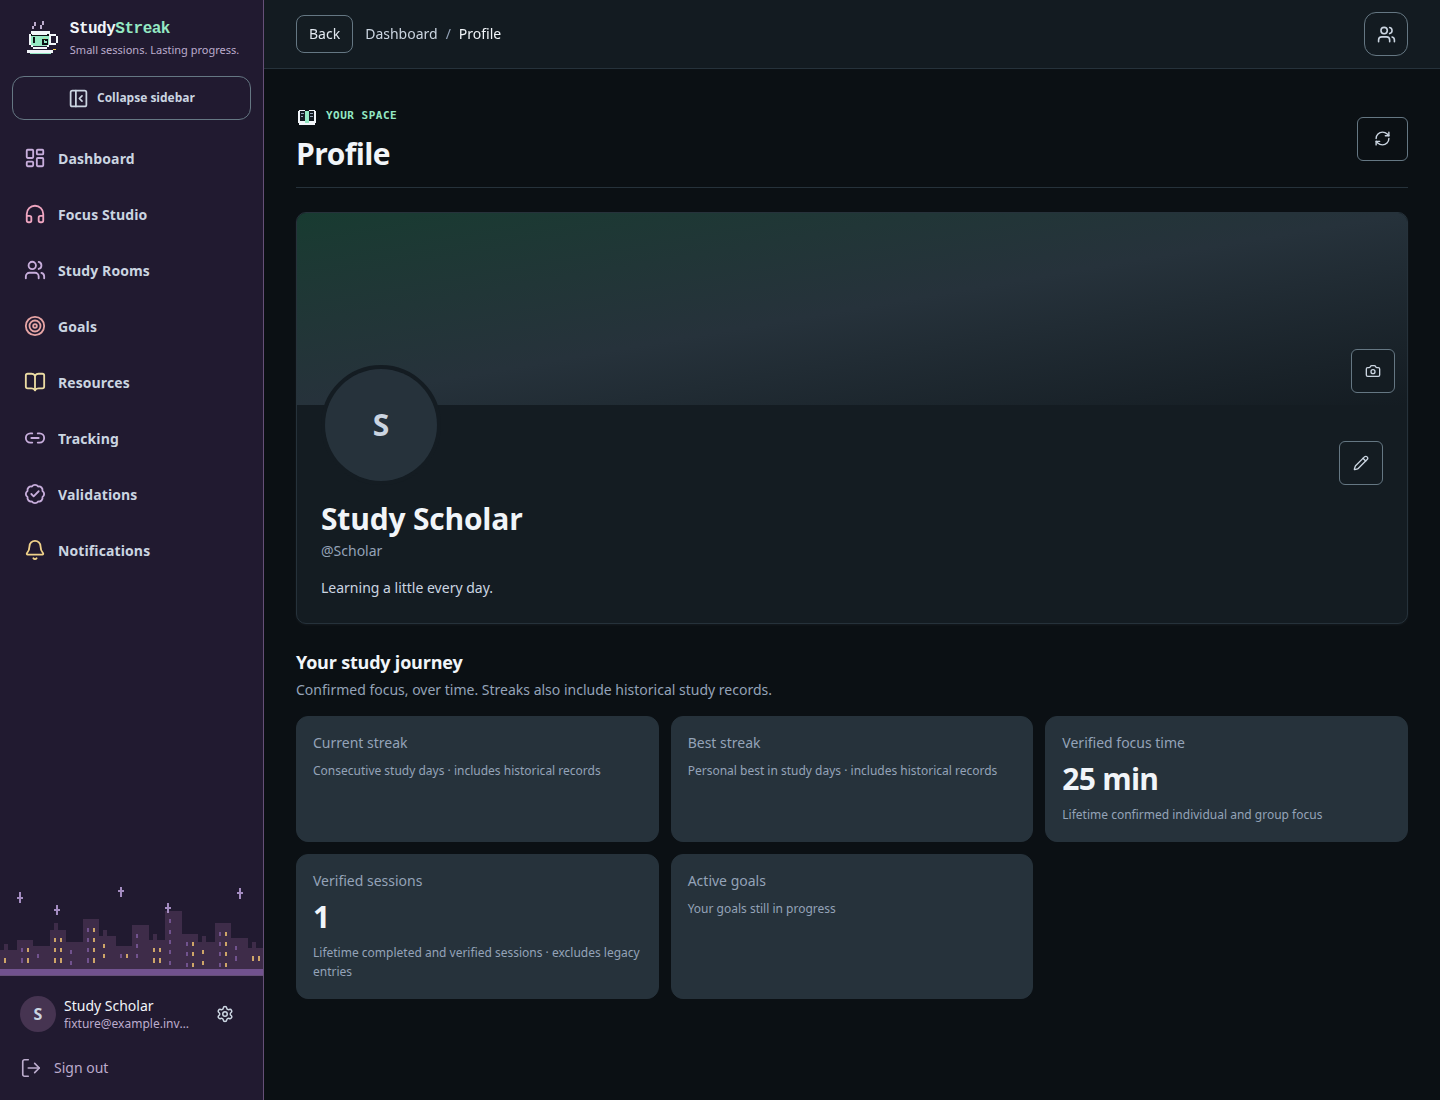 StudyStreak
Small sessions. Lasting progress.
Collapse sidebar
Dashboard
Focus Studio
Study Rooms
Goals
Resources
Tracking
Validations
Notifications
S
Study Scholar
fixture@example.inv...
Sign out
Back
Dashboard / Profile
YOUR SPACE
Profile
S
Study Scholar
@Scholar
Learning a little every day.
Your study journey
Confirmed focus, over time. Streaks also include historical study records.
Current streak
Consecutive study days · includes historical records
Best streak
Personal best in study days · includes historical records
Verified focus time
25 min
Lifetime confirmed individual and group focus
Verified sessions
1
Lifetime completed and verified sessions · excludes legacy
entries
Active goals
Your goals still in progress